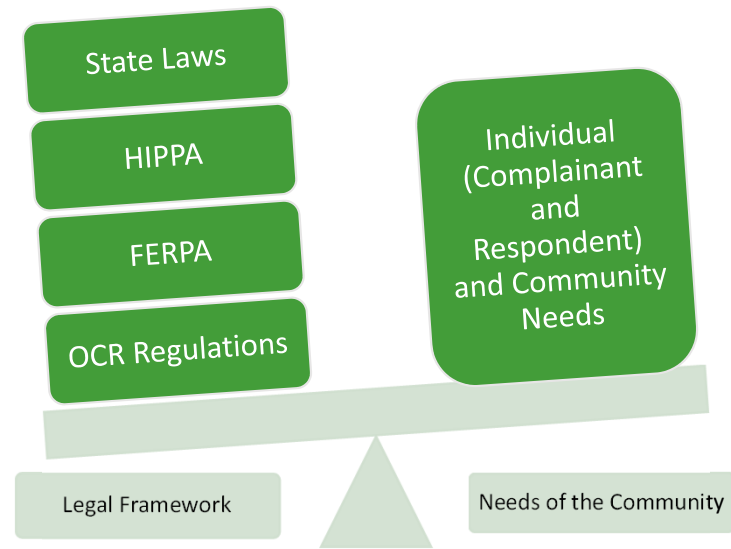 State Laws
HIPPA
FERPA
OCR Regulations
Individual
(Complainant
and
Respondent)
and Community
Needs
Legal Framework
Needs of the Community